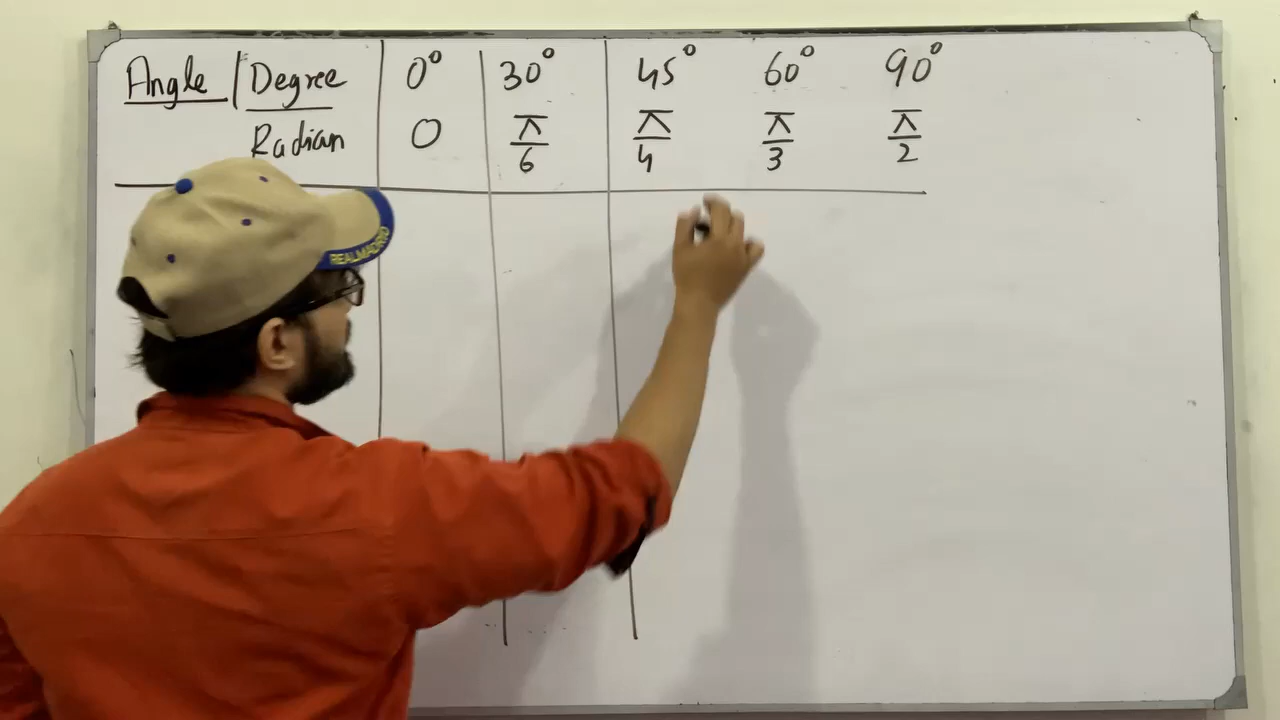 Angle / Degree 0° 30° 45° 60° 90°
Radian 0 π/6 π/4 π/3 π/2
REALMADRID